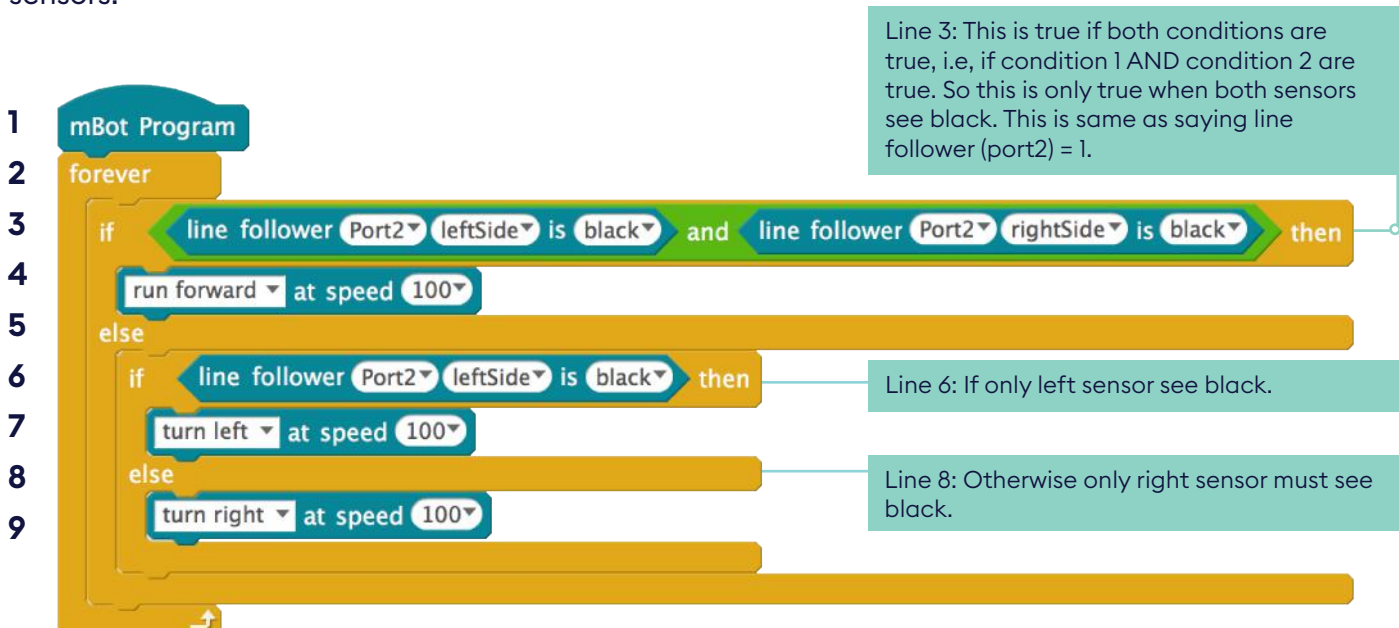 sensors.
Line 3: This is true if both conditions are
true, i.e, if condition 1 AND condition 2 are
true. So this is only true when both sensors
see black. This is same as saying line
follower (port2) = 1.
1 mBot Program
2 forever
3 if line follower Port2 leftSide is black and line follower Port2 rightSide is black then
4 run forward at speed 100
5 else
6 if line follower Port2 leftSide is black then
Line 6: If only left sensor see black.
7 turn left at speed 100
8 else
Line 8: Otherwise only right sensor must see
black.
9 turn right at speed 100